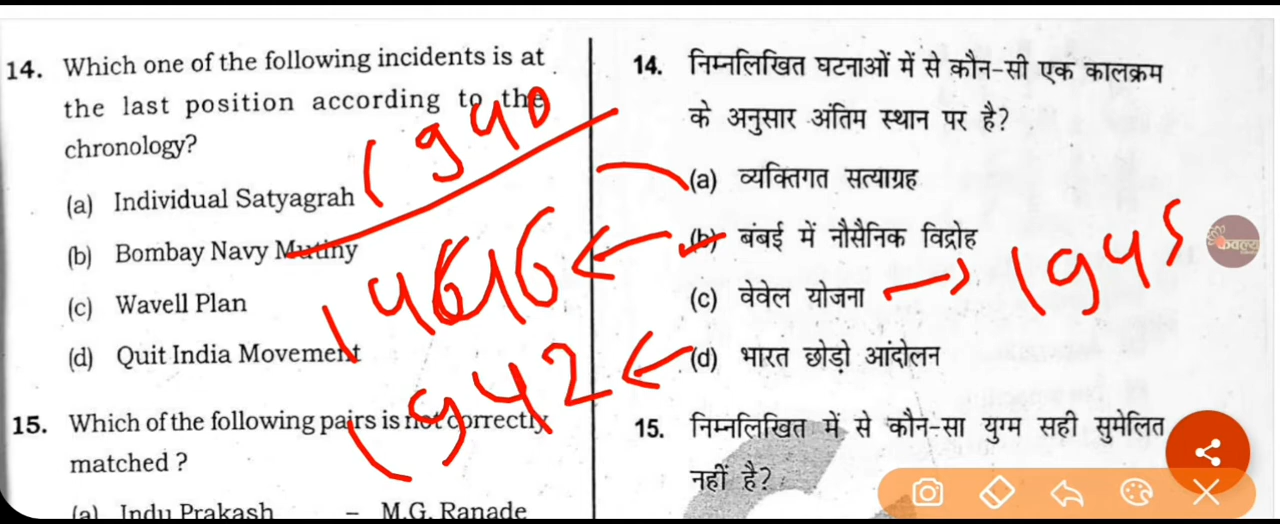 14. Which one of the following incidents is at
the last position according to the
chronology?
(a) Individual Satyagrah
(b) Bombay Navy Mutiny
(c) Wavell Plan
(d) Quit India Movement
15. Which of the following pairs is not correctly
matched ?
(a) Indu Prakash – M.G. Ranade
1940
1942
14. निम्नलिखित घटनाओं में से कौन-सी एक कालक्रम
के अनुसार अंतिम स्थान पर है?
(a) व्यक्तिगत सत्याग्रह
(b) बंबई में नौसैनिक विद्रोह
(c) वेवेल योजना
1945
(d) भारत छोड़ो आंदोलन
15. निम्नलिखित में से कौन-सा युग्म सही सुमेलित
नहीं है?